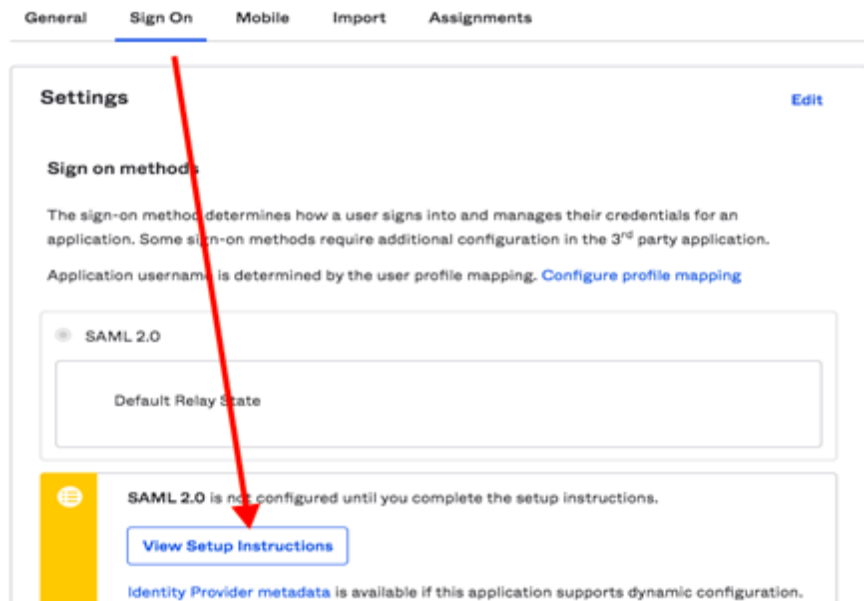 General Sign On Mobile Import Assignments
Settings Edit
Sign on methods
The sign-on method determines how a user signs into and manages their credentials for an
application. Some sign-on methods require additional configuration in the 3rd party application.
Application username is determined by the user profile mapping. Configure profile mapping
SAML 2.0
Default Relay State
SAML 2.0 is not configured until you complete the setup instructions.
View Setup Instructions
Identity Provider metadata is available if this application supports dynamic configuration.